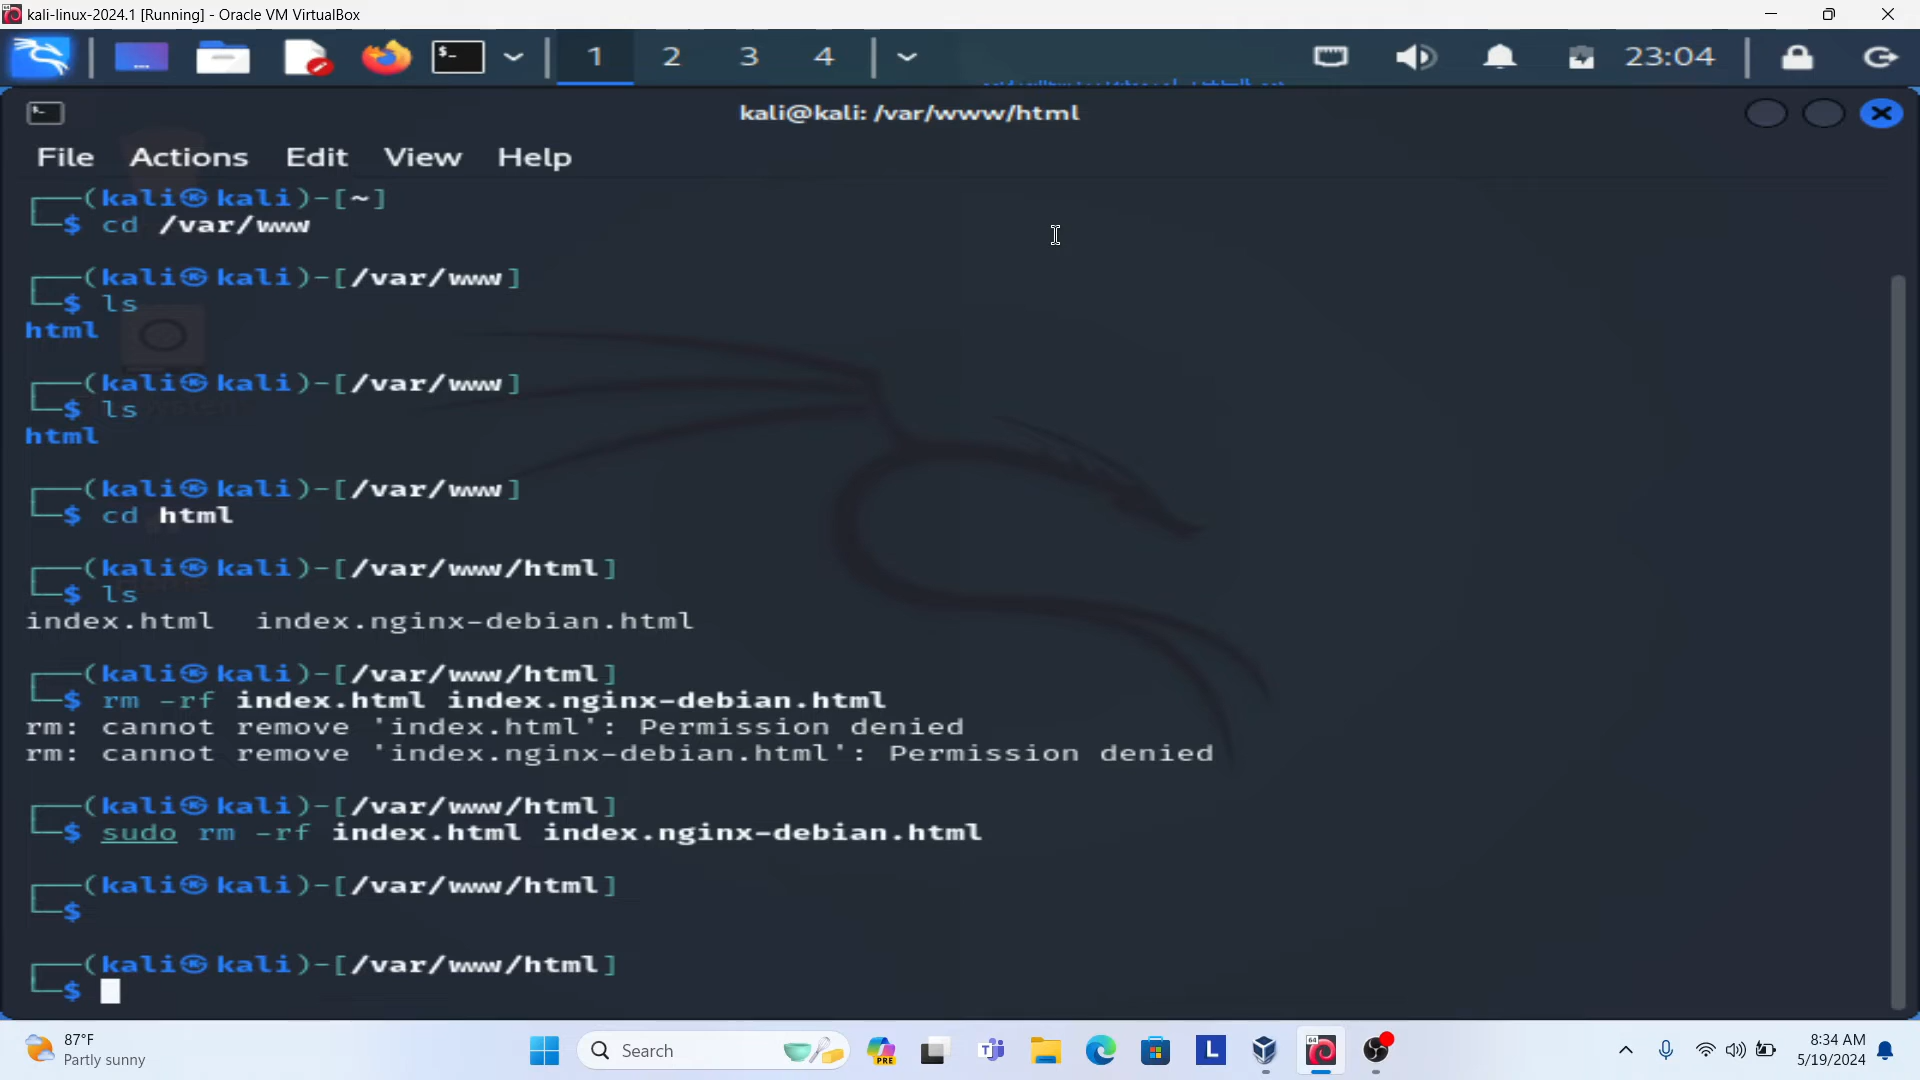 kali-linux-2024.1 [Running] - Oracle VM VirtualBox
1 2 3 4 23:04
kali@kali: /var/www/html
File Actions Edit View Help
┌──(kali㉿kali)-[~]
└─$ cd /var/www
┌──(kali㉿kali)-[/var/www]
└─$ ls
html
┌──(kali㉿kali)-[/var/www]
└─$ ls
html
┌──(kali㉿kali)-[/var/www]
└─$ cd html
┌──(kali㉿kali)-[/var/www/html]
└─$ ls
index.html  index.nginx-debian.html
┌──(kali㉿kali)-[/var/www/html]
└─$ rm -rf index.html index.nginx-debian.html
rm: cannot remove 'index.html': Permission denied
rm: cannot remove 'index.nginx-debian.html': Permission denied
┌──(kali㉿kali)-[/var/www/html]
└─$ sudo rm -rf index.html index.nginx-debian.html
┌──(kali㉿kali)-[/var/www/html]
└─$
┌──(kali㉿kali)-[/var/www/html]
└─$
87°F
Partly sunny
Search
PRE
L
64
8:34 AM
5/19/2024